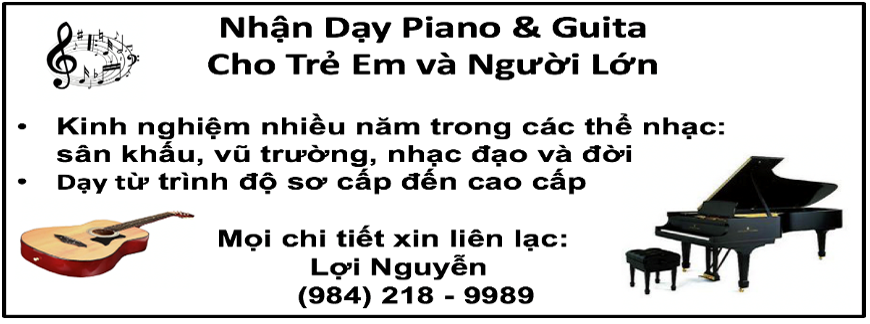 Nhận Dạy Piano & Guita
Cho Trẻ Em và Người Lớn
• Kinh nghiệm nhiều năm trong các thể nhạc:
sân khấu, vũ trường, nhạc đạo và đời
• Dạy từ trình độ sơ cấp đến cao cấp
Mọi chi tiết xin liên lạc:
Lợi Nguyễn
(984) 218 - 9989